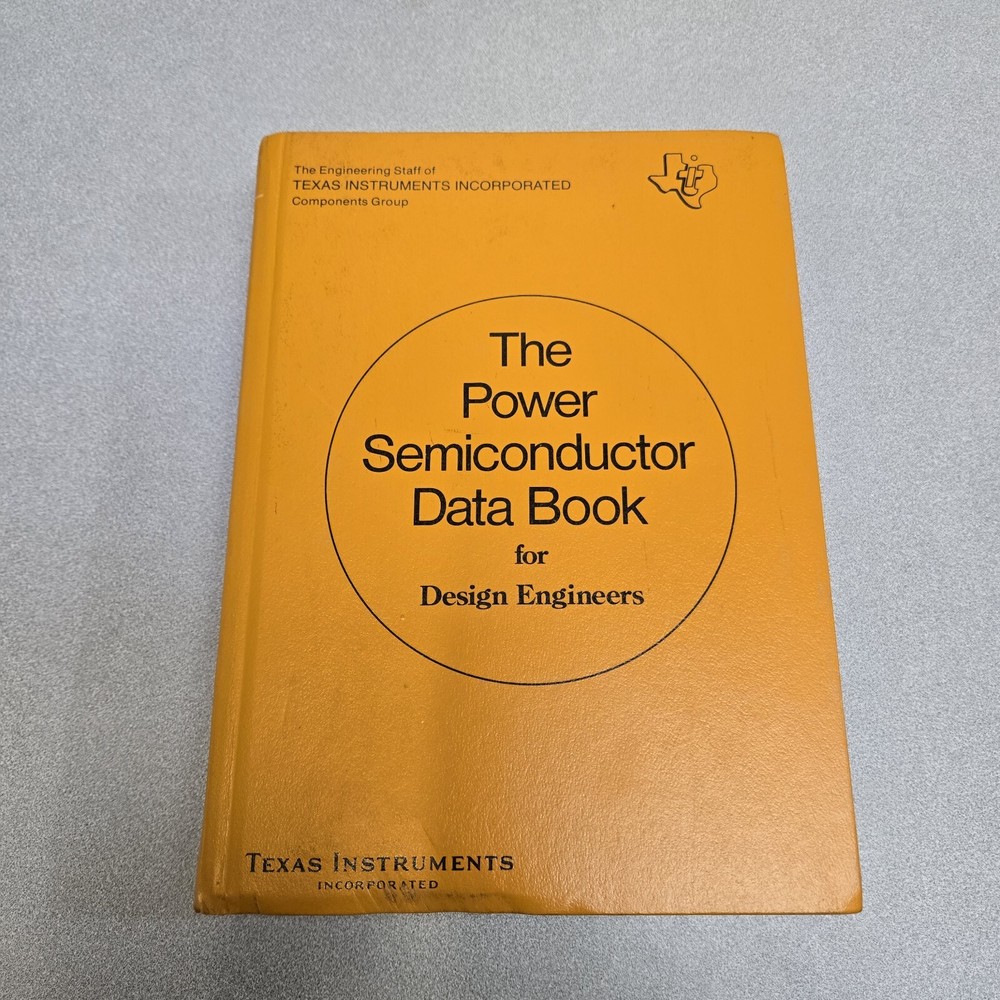 The Engineering Staff of
TEXAS INSTRUMENTS INCORPORATED
Components Group
The
Power
Semiconductor
Data Book
for
Design Engineers
TEXAS INSTRUMENTS
INCORPORATED